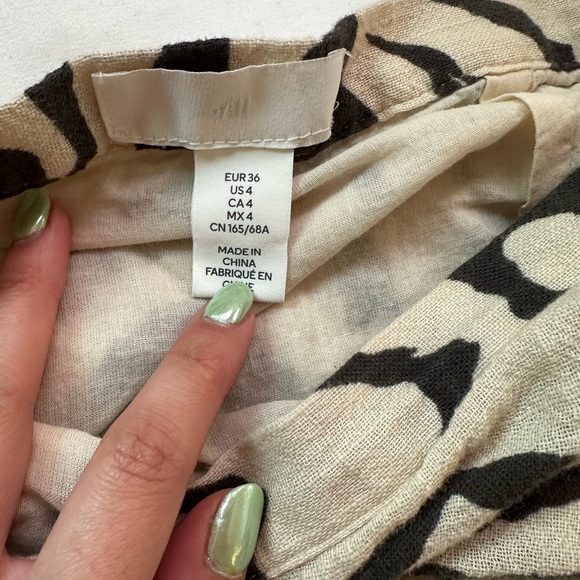 H&M
EUR 36
US 4
CA 4
MX 4
CN 165/68A
MADE IN
CHINA
FABRIQUÉ EN